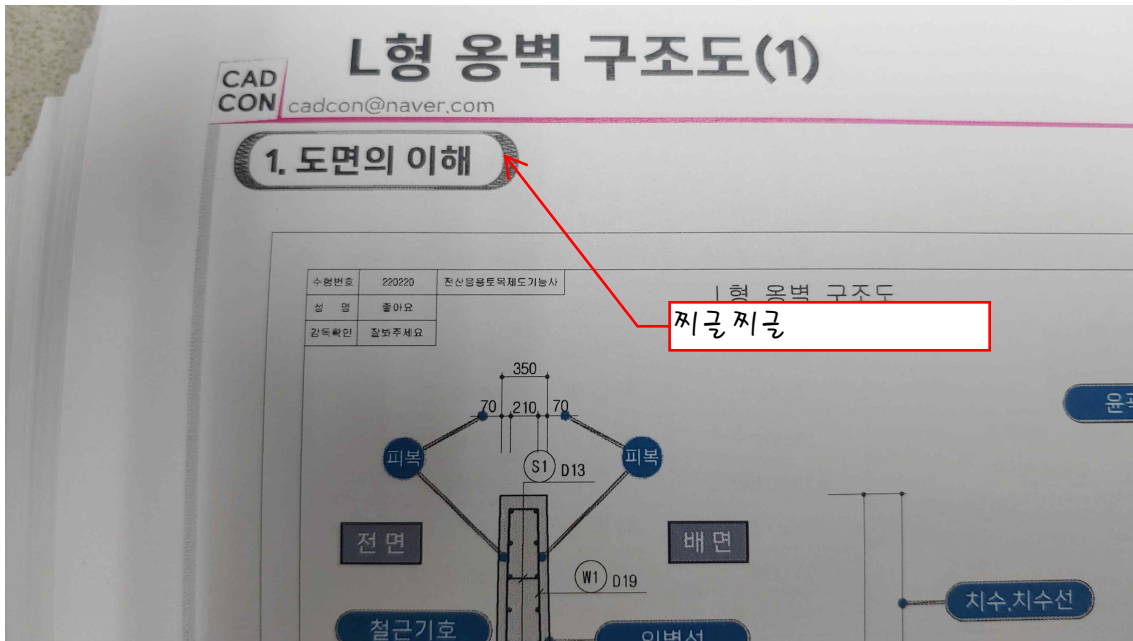 L형 옹벽 구조도(1)
CAD
CON
cadcon@naver.com
1. 도면의 이해
수험번호 220220 전산응용토목제도기능사
성 명 좋아요
감독확인 잘봐주세요
L형 옹벽 구조도
찌글찌글
350
70 210 70
피복 피복
S1 D13
전면 배면
W1 D19
치수,치수선
철근기호
외벽선